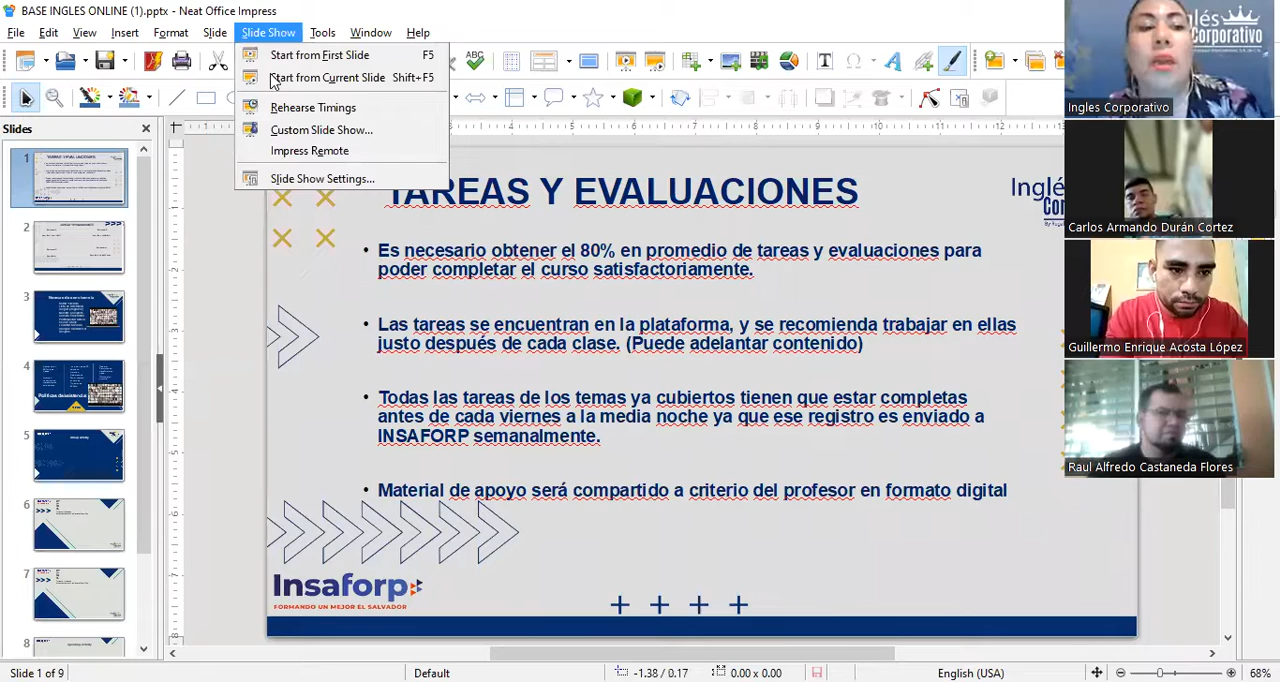 BASE INGLES ONLINE (1).pptx - Neat Office Impress
File Edit View Insert Format Slide Slide Show Tools Window Help
Start from First Slide F5
Start from Current Slide Shift+F5
Rehearse Timings
Custom Slide Show...
Impress Remote
Slide Show Settings...
Slides
1
2
3
4
5
6
7
8
TAREAS Y EVALUACIONES
Es necesario obtener el 80% en promedio de tareas y evaluaciones para
poder completar el curso satisfactoriamente.
Las tareas se encuentran en la plataforma, y se recomienda trabajar en ellas
justo después de cada clase. (Puede adelantar contenido)
Todas las tareas de los temas ya cubiertos tienen que estar completas
antes de cada viernes a la media noche ya que ese registro es enviado a
INSAFORP semanalmente.
Material de apoyo será compartido a criterio del profesor en formato digital
Insaforp
FORMANDO UN MEJOR EL SALVADOR
Ingles Corporativo
Carlos Armando Durán Cortez
Guillermo Enrique Acosta López
Raul Alfredo Castaneda Flores
Slide 1 of 9
Default
-1.38 / 0.17
0.00 x 0.00
English (USA)
68%